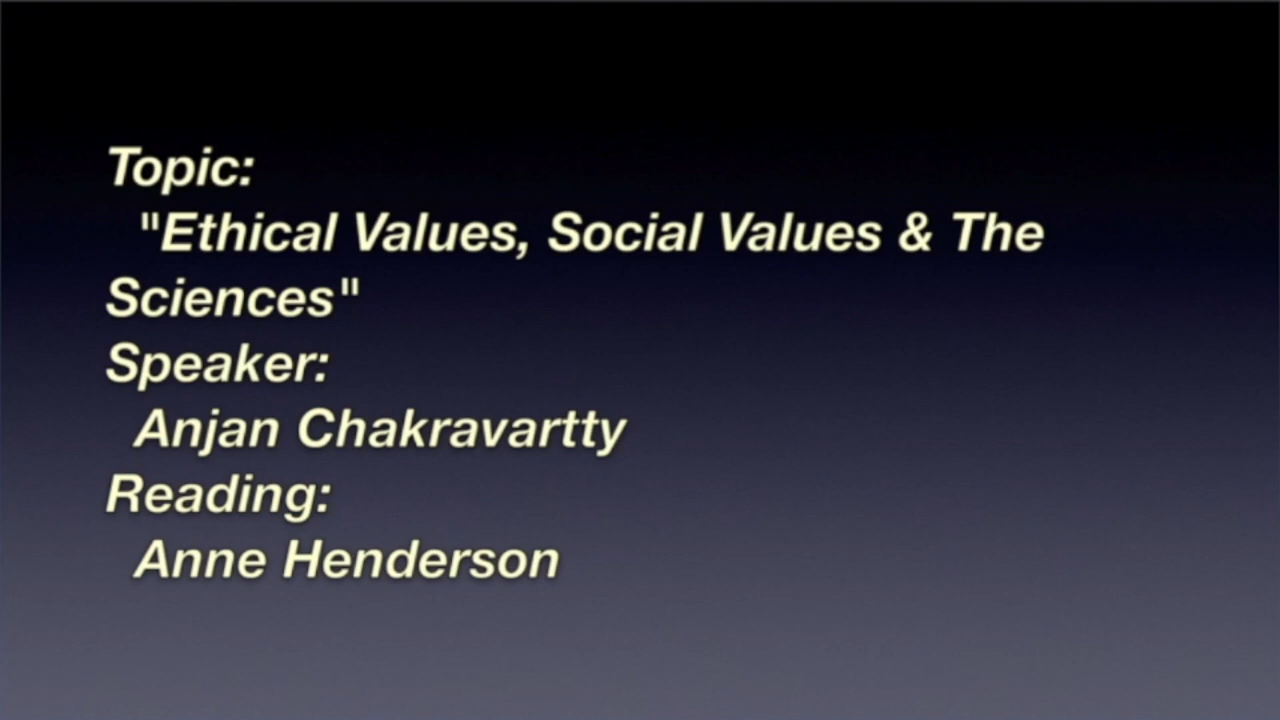 Topic:
"Ethical Values, Social Values & The
Sciences"
Speaker:
Anjan Chakravartty
Reading:
Anne Henderson